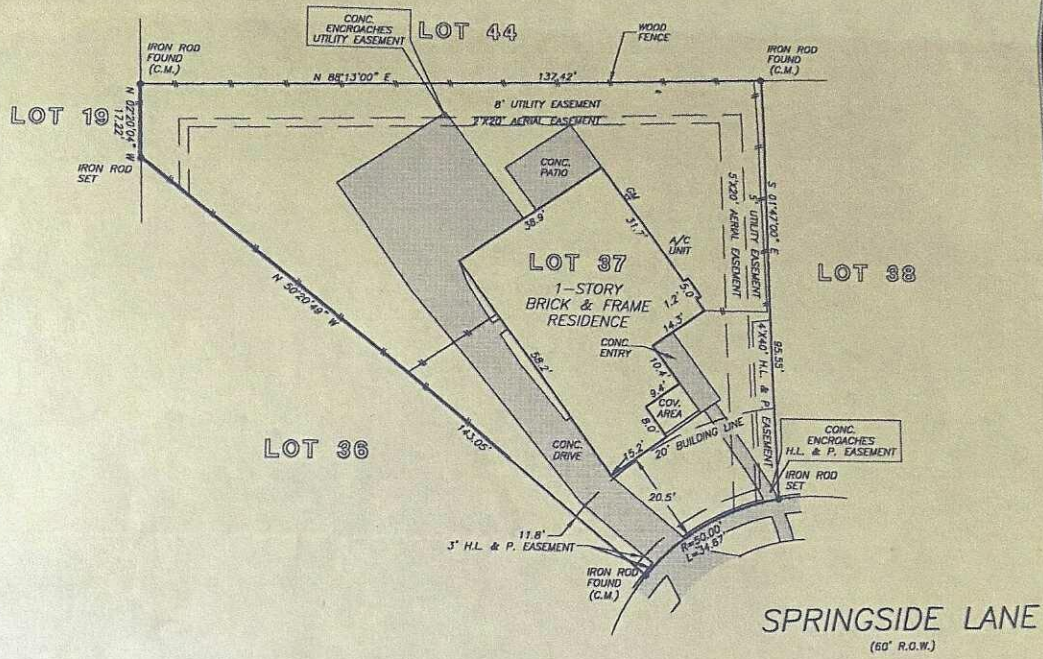 CONC.
ENCROACHES
UTILITY EASEMENT
LOT 44
WOOD
FENCE
IRON ROD
FOUND
(C.M.)
IRON ROD
FOUND
(C.M.)
N 88°13'00" E
137.42'
LOT 19
N 02°20'04" W
17.22'
IRON ROD
SET
8' UTILITY EASEMENT
7'X20' AERIAL EASEMENT
CONC.
PATIO
38.9'
GM
31.7'
A/C
UNIT
5.0'
1.2'
14.3'
LOT 37
1-STORY
BRICK & FRAME
RESIDENCE
S 01°47'00" E
5' UTILITY EASEMENT
5'X20' AERIAL EASEMENT
LOT 38
95.55'
4'X40' H.L. & P. EASEMENT
CONC.
ENTRY
10.4'
9.4'
COV.
AREA
8.0'
N 50°20'49" W
58.2'
143.05'
LOT 36
CONC.
DRIVE
15.2'
20' BUILDING LINE
CONC.
ENCROACHES
H.L. & P. EASEMENT
IRON ROD
SET
20.5'
11.8'
3' H.L. & P. EASEMENT
R=50.00'
L=34.87'
IRON ROD
FOUND
(C.M.)
SPRINGSIDE LANE
(60' R.O.W.)